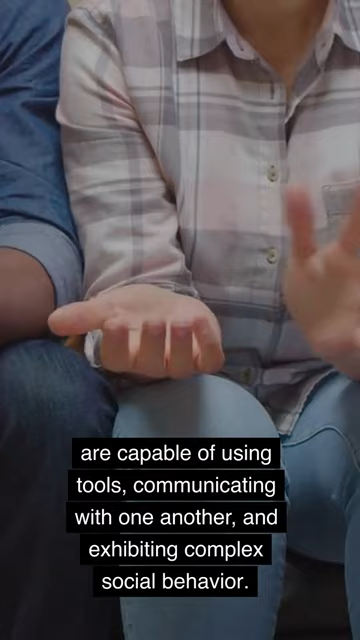 are capable of using
tools, communicating
with one another, and
exhibiting complex
social behavior.